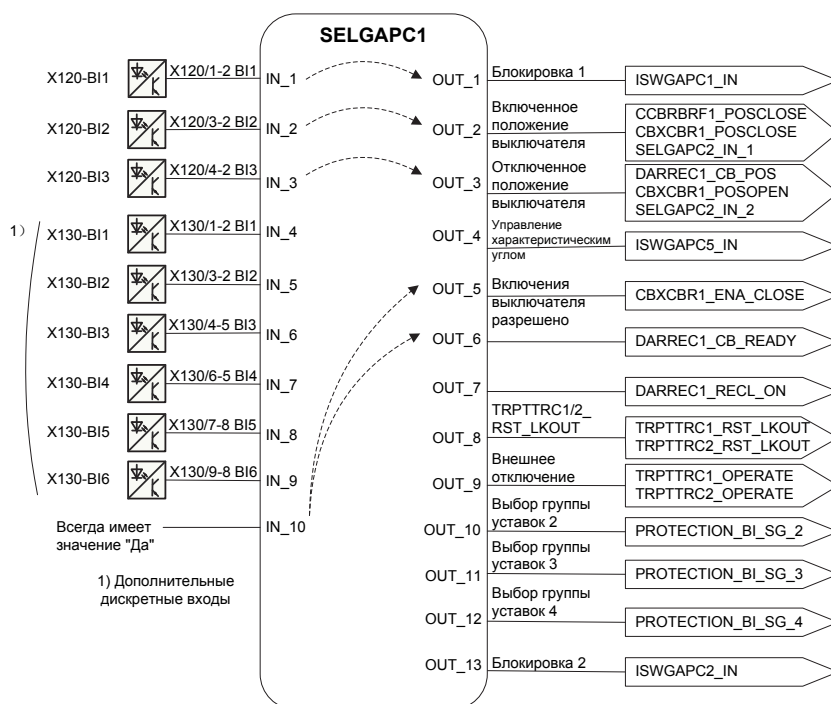 SELGAPC1
X120-BI1
X120/1-2 BI1
IN_1
OUT_1
Блокировка 1
ISWGAPC1_IN
X120-BI2
X120/3-2 BI2
IN_2
OUT_2
Включенное
положение
выключателя
CCBRBRF1_POSCLOSE
CBXCBR1_POSCLOSE
SELGAPC2_IN_1
X120-BI3
X120/4-2 BI3
IN_3
OUT_3
Отключенное
положение
выключателя
DARREC1_CB_POS
CBXCBR1_POSOPEN
SELGAPC2_IN_2
1)
X130-BI1
X130/1-2 BI1
IN_4
OUT_4
Управление
характеристическим
углом
ISWGAPC5_IN
X130-BI2
X130/3-2 BI2
IN_5
OUT_5
Включения
выключателя
разрешено
CBXCBR1_ENA_CLOSE
X130-BI3
X130/4-5 BI3
IN_6
OUT_6
DARREC1_CB_READY
X130-BI4
X130/6-5 BI4
IN_7
OUT_7
DARREC1_RECL_ON
X130-BI5
X130/7-8 BI5
IN_8
OUT_8
TRPTTRC1/2_
RST_LKOUT
TRPTTRC1_RST_LKOUT
TRPTTRC2_RST_LKOUT
X130-BI6
X130/9-8 BI6
IN_9
OUT_9
Внешнее
отключение
TRPTTRC1_OPERATE
TRPTTRC2_OPERATE
Всегда имеет
значение "Да"
IN_10
OUT_10
Выбор группы
уставок 2
PROTECTION_BI_SG_2
1) Дополнительные
дискретные входы
OUT_11
Выбор группы
уставок 3
PROTECTION_BI_SG_3
OUT_12
Выбор группы
уставок 4
PROTECTION_BI_SG_4
OUT_13
Блокировка 2
ISWGAPC2_IN